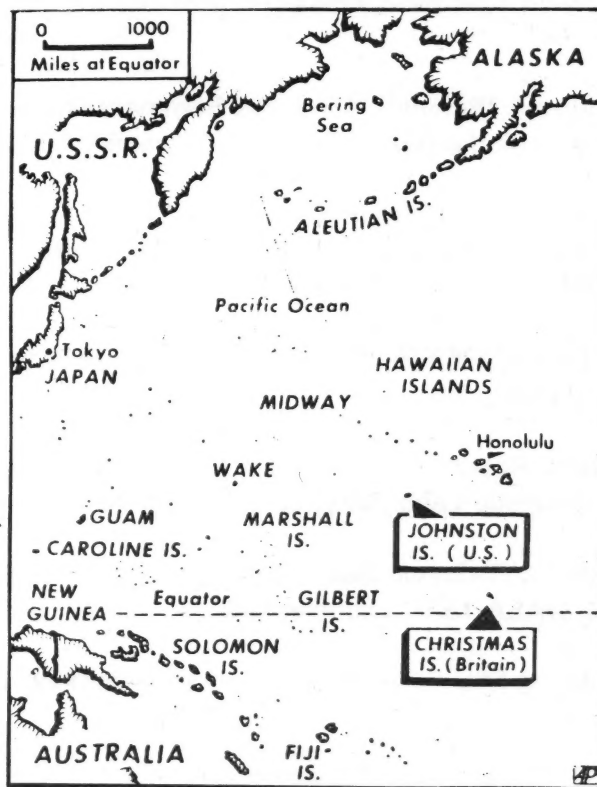 0 1000
Miles at Equator
ALASKA
Bering
Sea
U.S.S.R.
ALEUTIAN IS.
Pacific Ocean
Tokyo
JAPAN
HAWAIIAN
ISLANDS
MIDWAY
Honolulu
WAKE
GUAM
MARSHALL
IS.
JOHNSTON
IS. (U.S.)
CAROLINE IS.
NEW
GUINEA
Equator
GILBERT
IS.
SOLOMON
IS.
CHRISTMAS
IS. (Britain)
AUSTRALIA
FIJI
IS.
AP